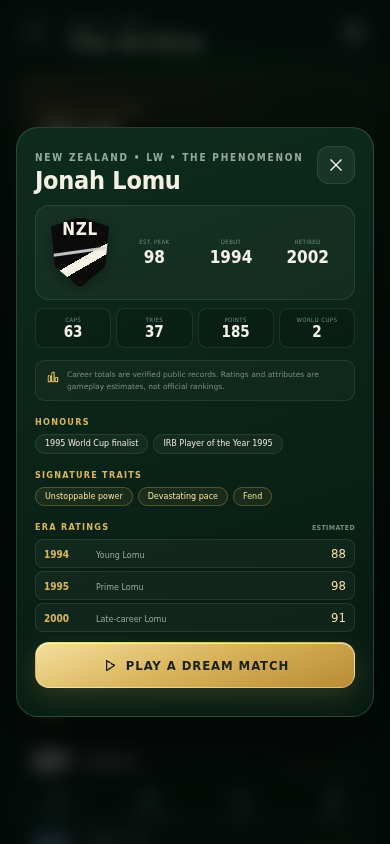 NEW ZEALAND • LW • THE PHENOMENON
Jonah Lomu
NZL
EST. PEAK
98
DEBUT
1994
RETIRED
2002
CAPS
63
TRIES
37
POINTS
185
WORLD CUPS
2
Career totals are verified public records. Ratings and attributes are
gameplay estimates, not official rankings.
HONOURS
1995 World Cup finalist
IRB Player of the Year 1995
SIGNATURE TRAITS
Unstoppable power
Devastating pace
Fend
ERA RATINGS
ESTIMATED
1994 Young Lomu 88
1995 Prime Lomu 98
2000 Late-career Lomu 91
PLAY A DREAM MATCH